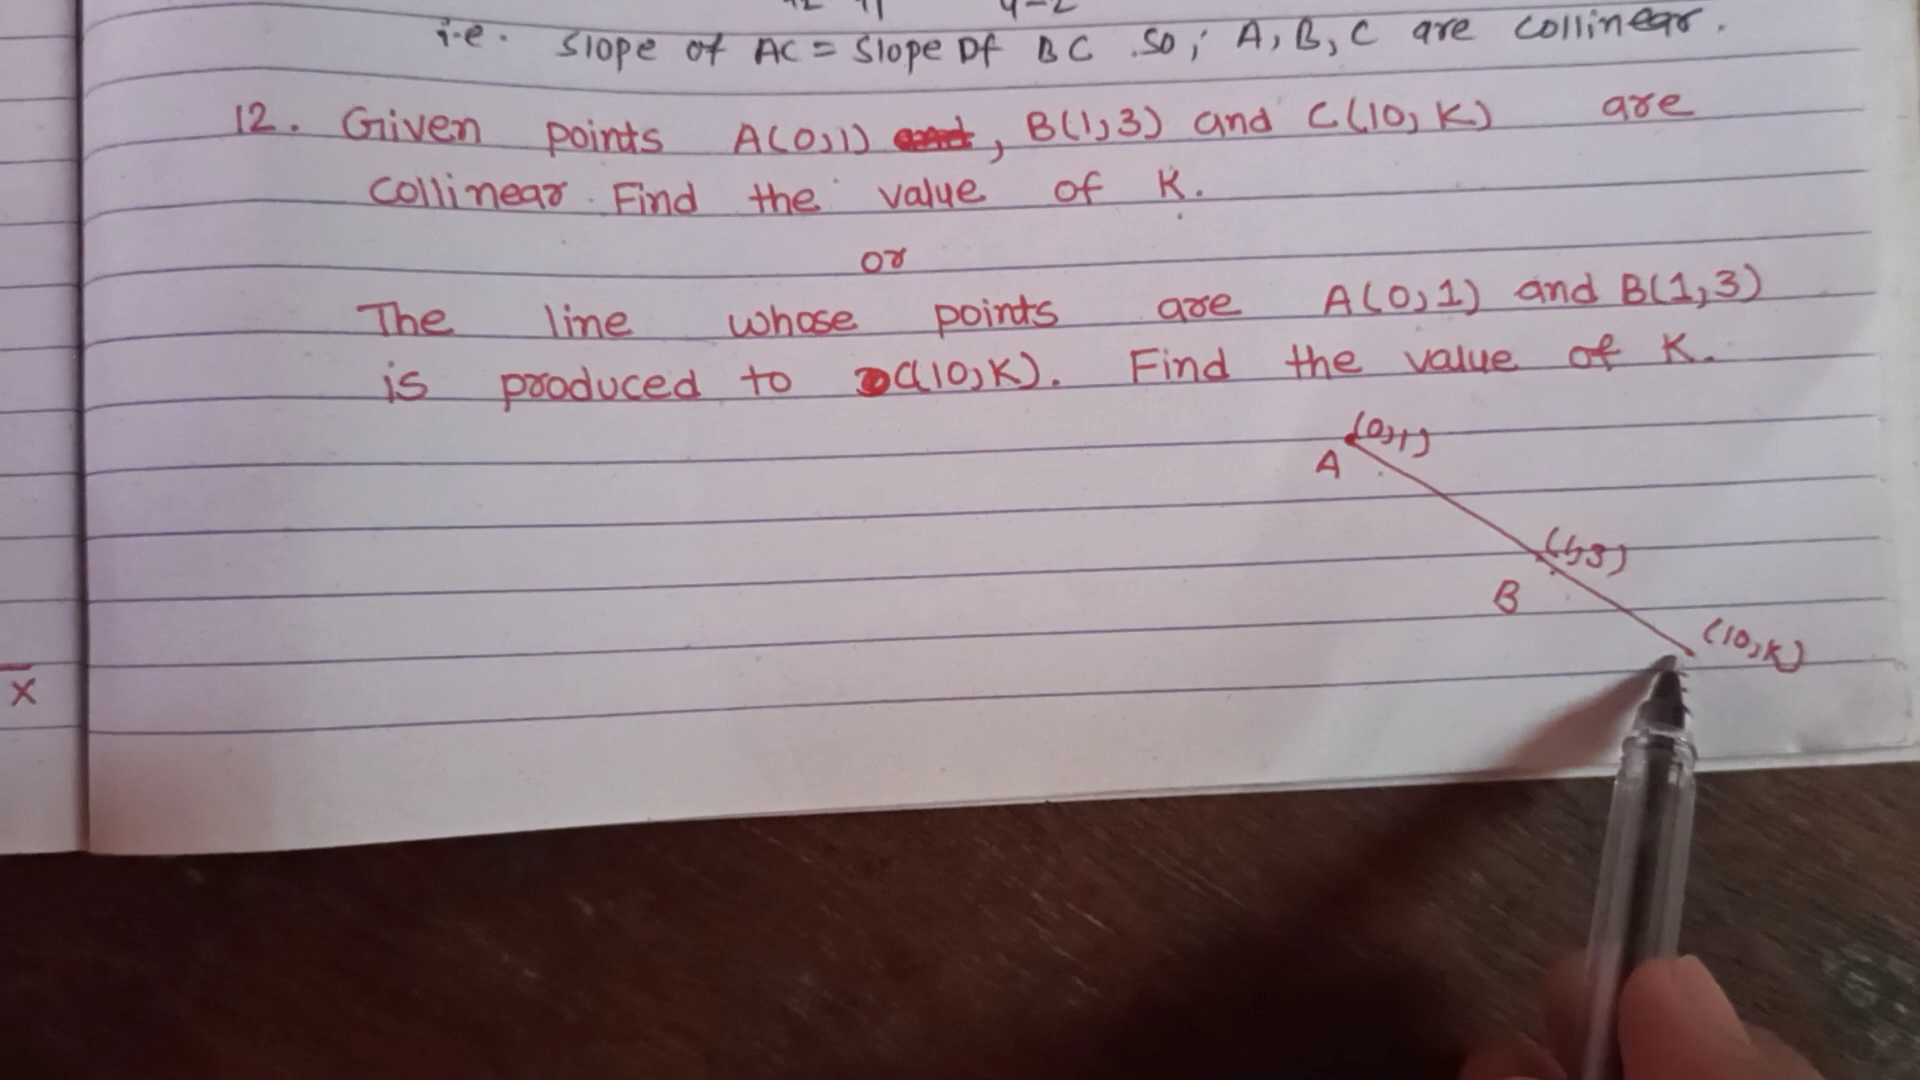 i.e. slope of AC = Slope Of BC . so; A, B, C are collinear.
12. Given points A(0,1) , B(1,3) and C(10, K) are
collinear. Find the value of K.
or
The line whose points are A(0,1) and B(1,3)
is produced to C(10,K). Find the value of K.
(0,1)
A
(1,3)
B
(10,K)
X